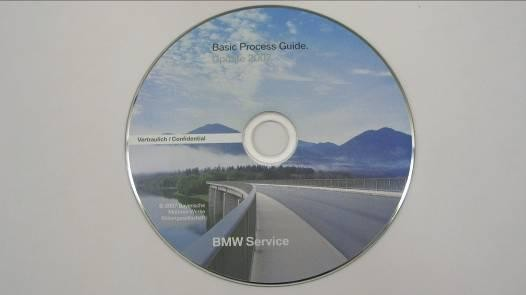 Basic Process Guide.
Update 2007
Vertraulich / Confidential
© 2007 Bayerische
Motoren Werke
Aktiengesellschaft
BMW Service